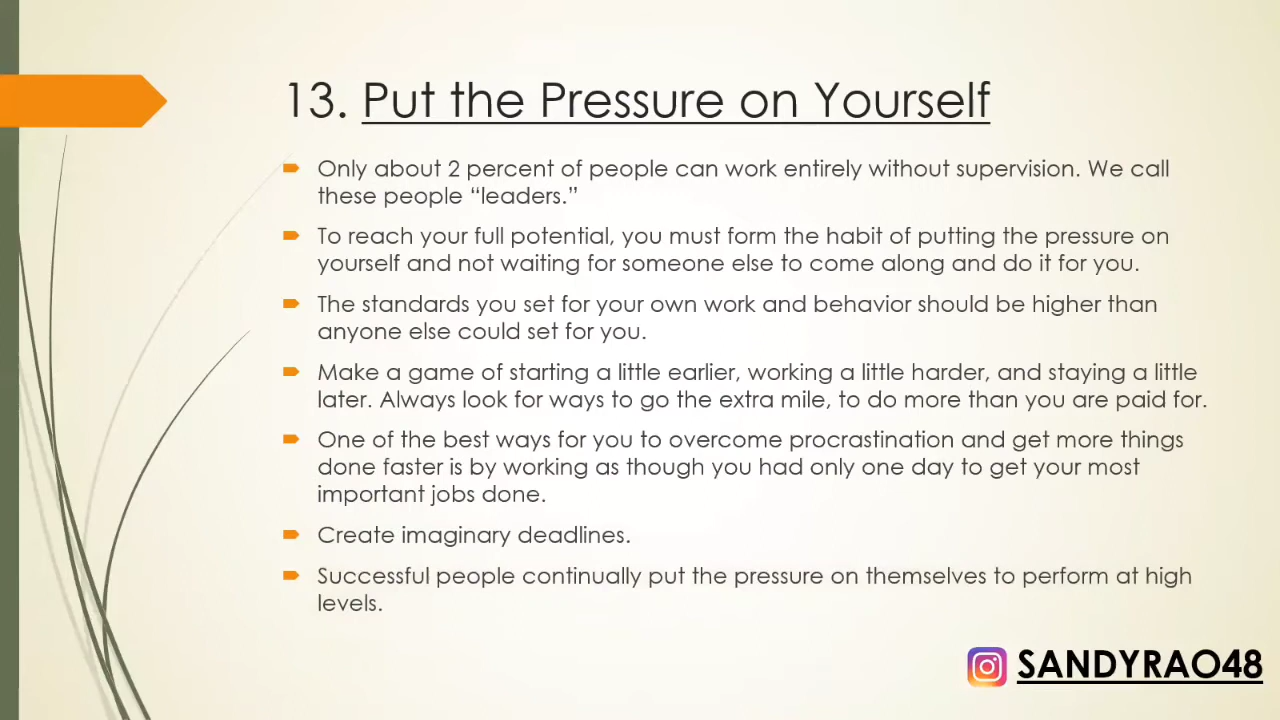 13. Put the Pressure on Yourself
Only about 2 percent of people can work entirely without supervision. We call
these people “leaders.”
To reach your full potential, you must form the habit of putting the pressure on
yourself and not waiting for someone else to come along and do it for you.
The standards you set for your own work and behavior should be higher than
anyone else could set for you.
Make a game of starting a little earlier, working a little harder, and staying a little
later. Always look for ways to go the extra mile, to do more than you are paid for.
One of the best ways for you to overcome procrastination and get more things
done faster is by working as though you had only one day to get your most
important jobs done.
Create imaginary deadlines.
Successful people continually put the pressure on themselves to perform at high
levels.
SANDYRAO48